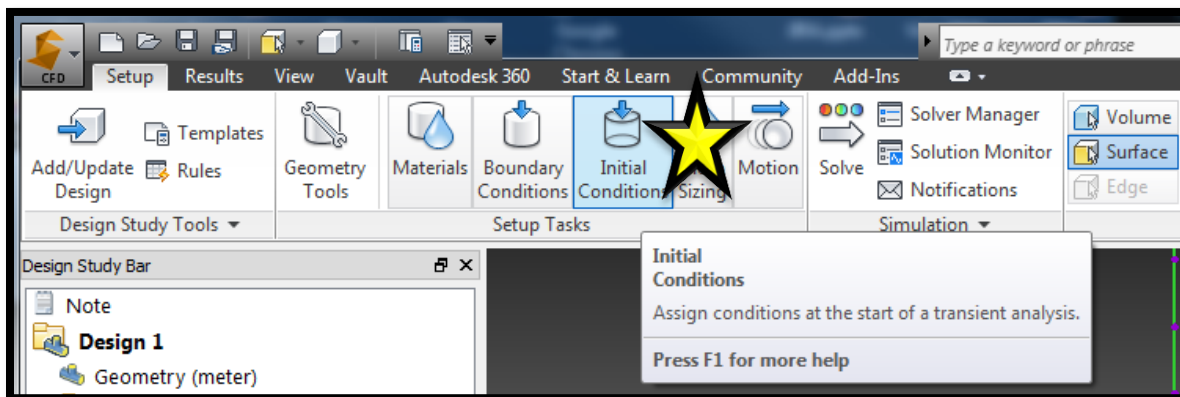 Type a keyword or phrase
CFD Setup Results View Vault Autodesk 360 Start & Learn Community Add-Ins
Add/Update Design
Templates
Rules
Geometry Tools
Materials
Boundary Conditions
Initial Conditions
Sizing
Motion
Solve
Solver Manager
Solution Monitor
Notifications
Volume
Surface
Edge
Design Study Tools
Setup Tasks
Simulation
Design Study Bar
Note
Design 1
Geometry (meter)
Initial
Conditions
Assign conditions at the start of a transient analysis.
Press F1 for more help